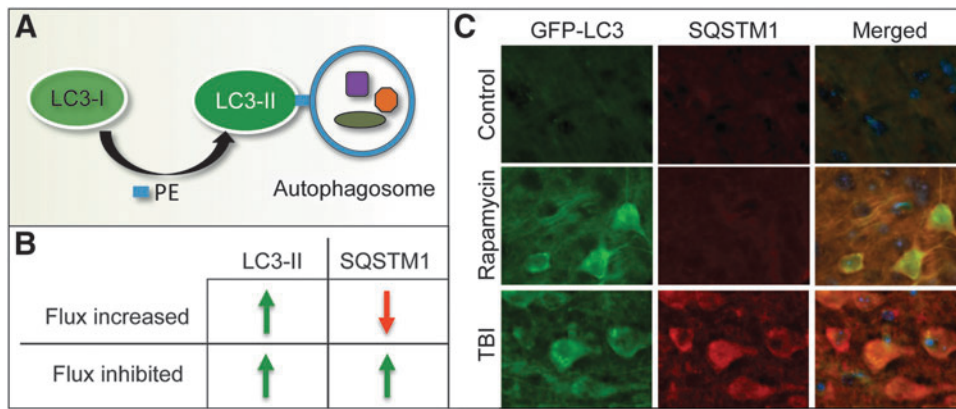 A
LC3-I
LC3-II
PE
Autophagosome
B
LC3-II SQSTM1
Flux increased
Flux inhibited
C
GFP-LC3 SQSTM1 Merged
Control
Rapamycin
TBI